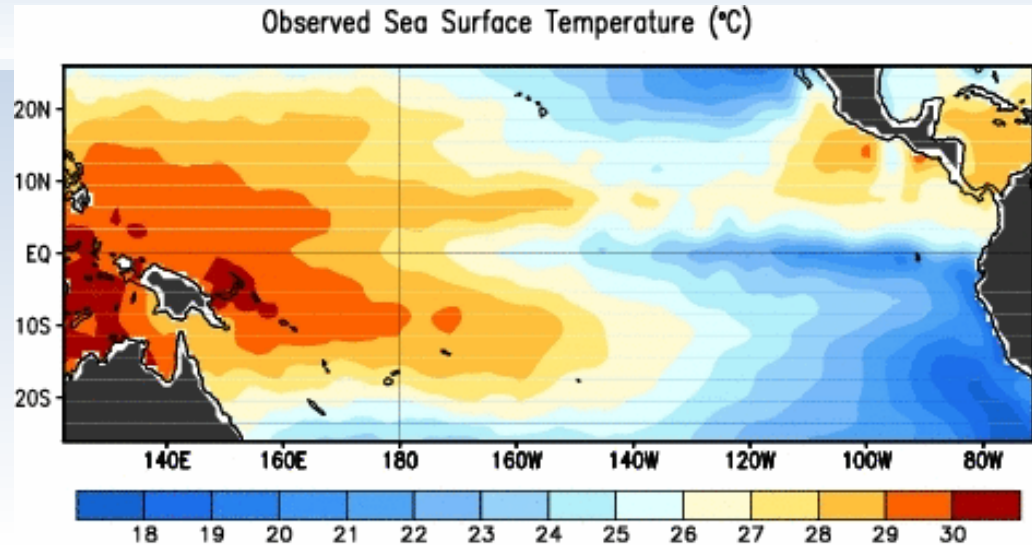 Observed Sea Surface Temperature (°C)
20N
10N
EQ
10S
20S
140E 160E 180 160W 140W 120W 100W 80W
18 19 20 21 22 23 24 25 26 27 28 29 30